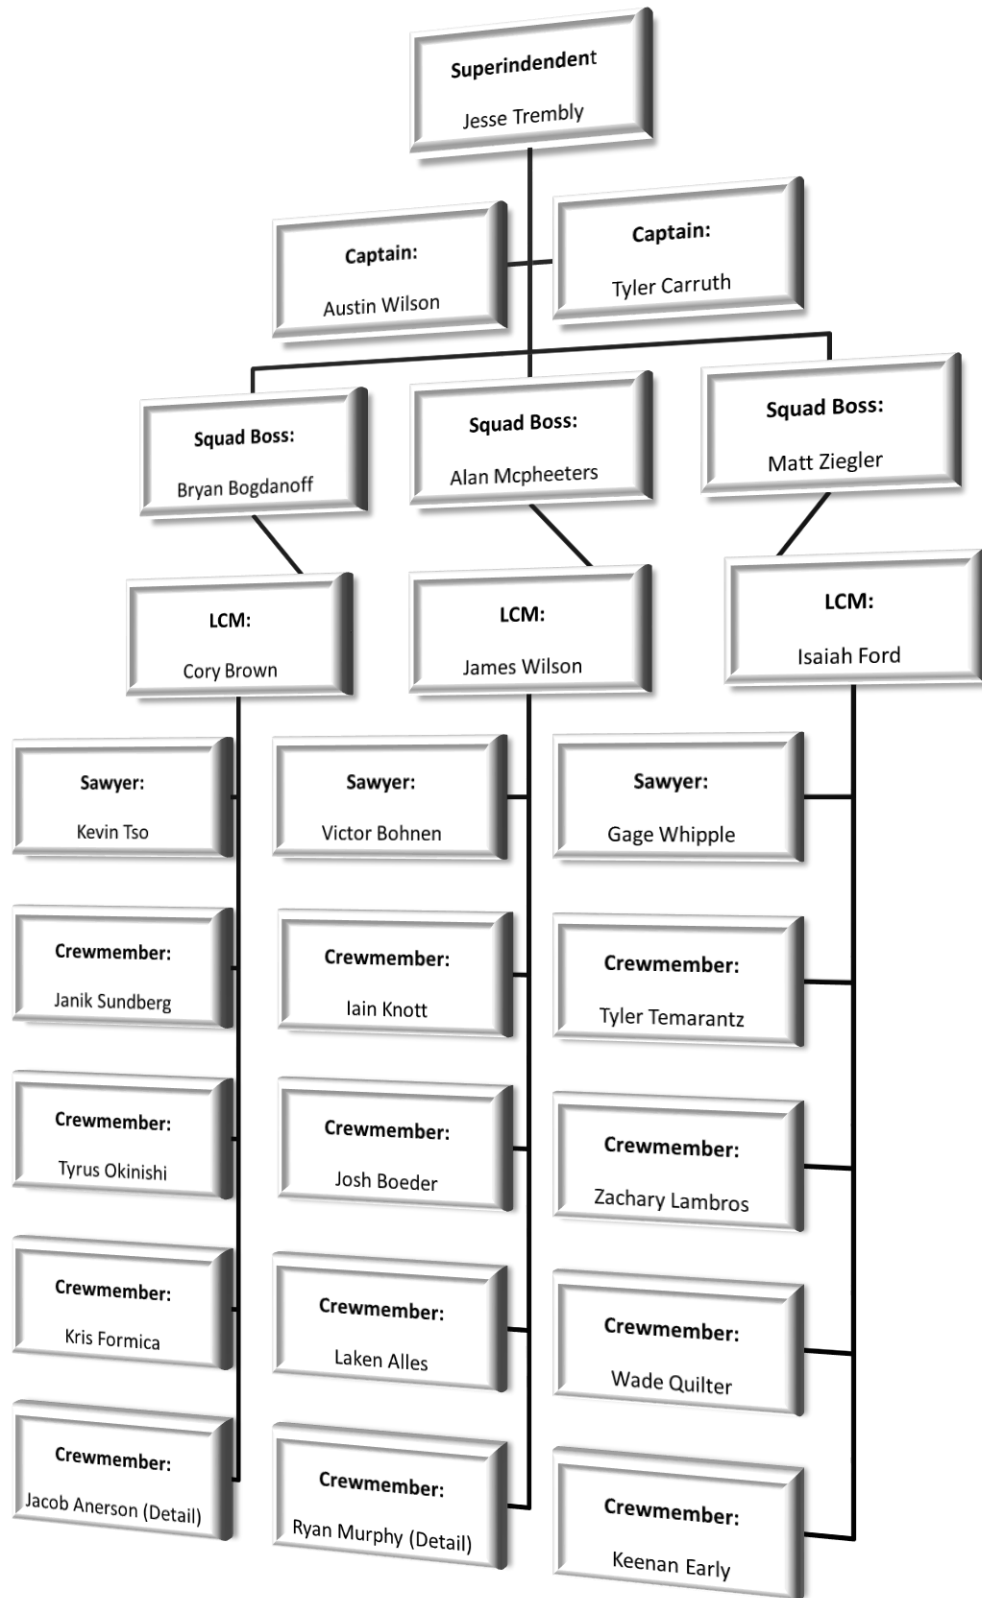 Superindendent
Jesse Trembly
Captain:
Austin Wilson
Captain:
Tyler Carruth
Squad Boss:
Bryan Bogdanoff
Squad Boss:
Alan Mcpheeters
Squad Boss:
Matt Ziegler
LCM:
Cory Brown
LCM:
James Wilson
LCM:
Isaiah Ford
Sawyer:
Kevin Tso
Sawyer:
Victor Bohnen
Sawyer:
Gage Whipple
Crewmember:
Janik Sundberg
Crewmember:
Iain Knott
Crewmember:
Tyler Temarantz
Crewmember:
Tyrus Okinishi
Crewmember:
Josh Boeder
Crewmember:
Zachary Lambros
Crewmember:
Kris Formica
Crewmember:
Laken Alles
Crewmember:
Wade Quilter
Crewmember:
Jacob Anerson (Detail)
Crewmember:
Ryan Murphy (Detail)
Crewmember:
Keenan Early